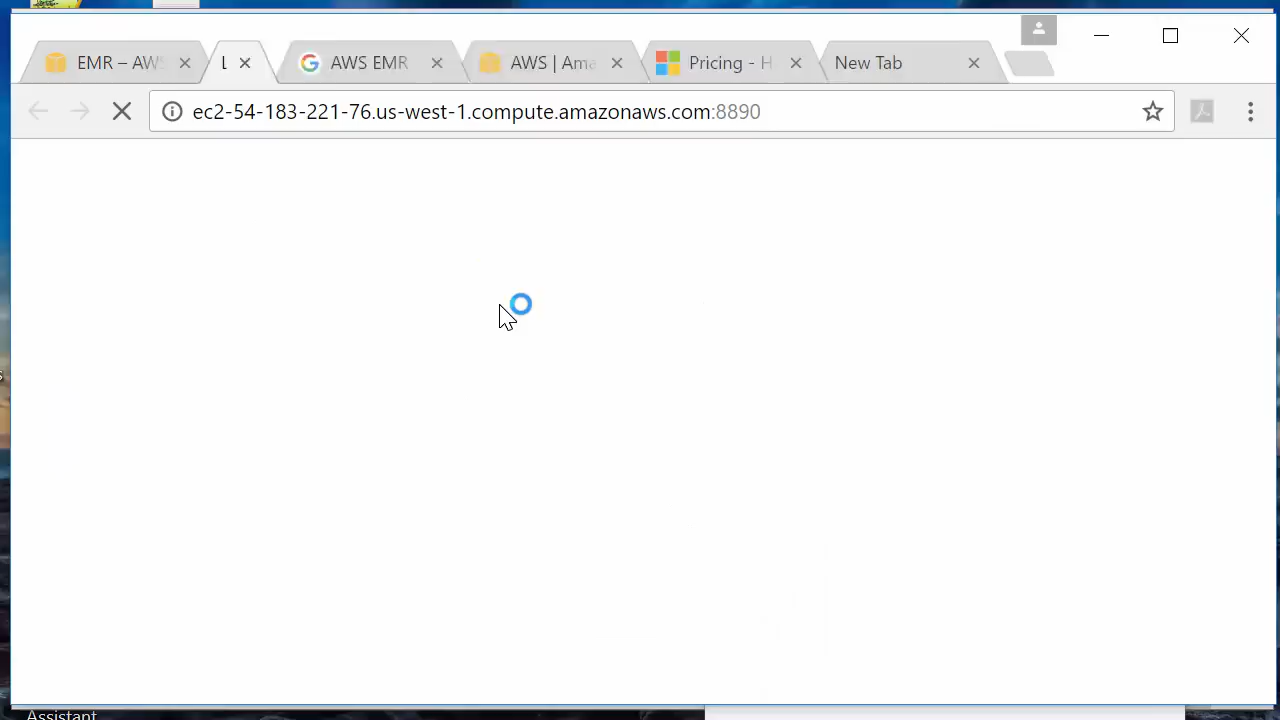 EMR – AWS
L
AWS EMR
AWS | Ama
Pricing - H
New Tab
ec2-54-183-221-76.us-west-1.compute.amazonaws.com:8890
s
Assistant